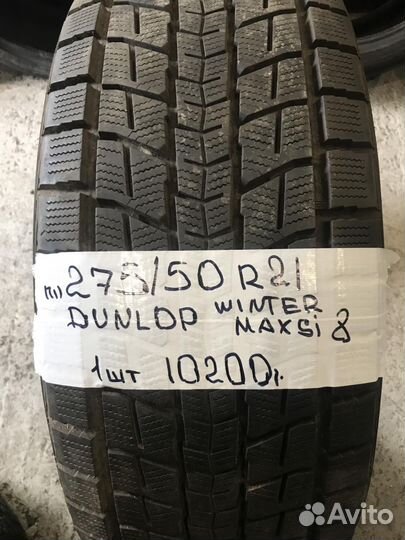 275/50 R21
DUNLOP WINTER
MAXSi 8
1шт 10200р.
Avito